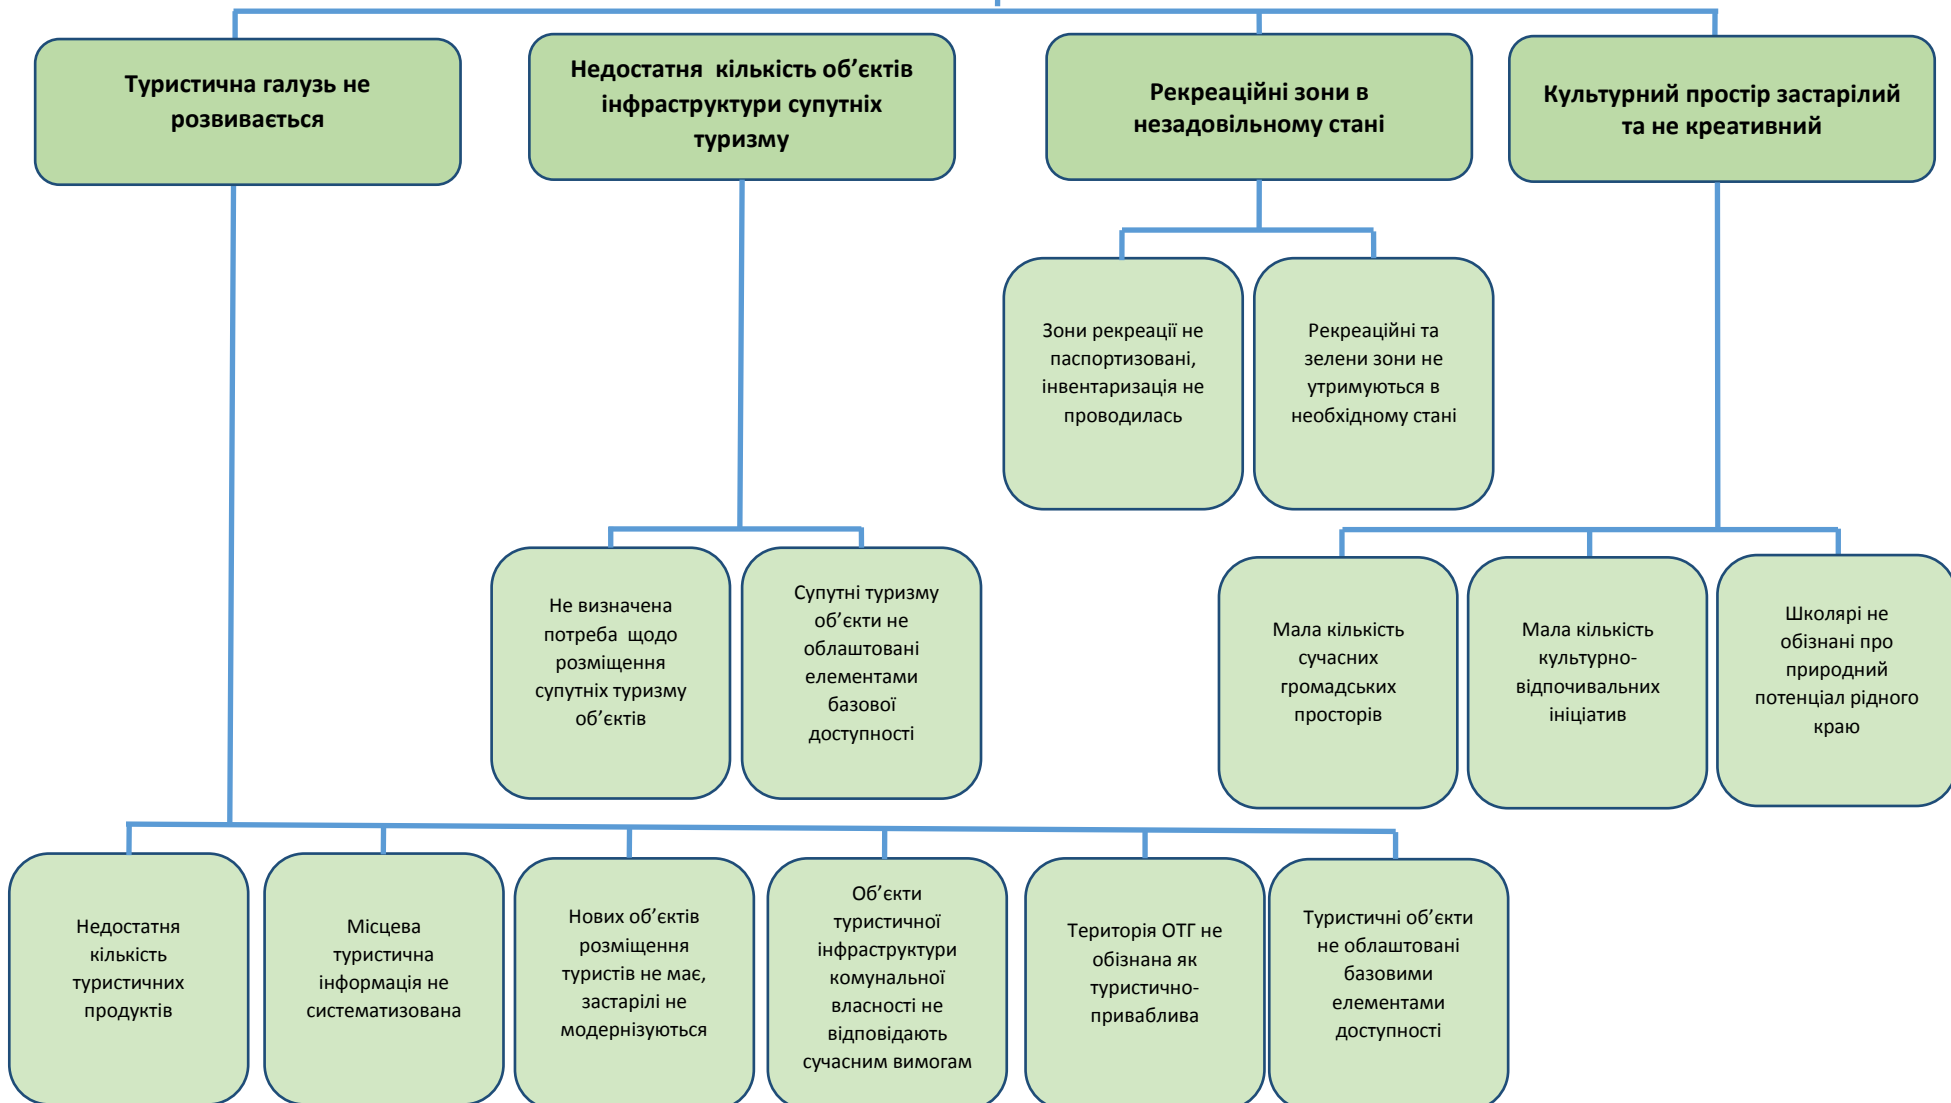 Туристична галузь не
розвивається
Недостатня кількість об’єктів
інфраструктури супутніх
туризму
Рекреаційні зони в
незадовільному стані
Культурний простір застарілий
та не креативний
Зони рекреації не
паспортизовані,
інвентаризація не
проводилась
Рекреаційні та
зелени зони не
утримуються в
необхідному стані
Не визначена
потреба щодо
розміщення
супутніх туризму
об’єктів
Супутні туризму
об’єкти не
облаштовані
елементами
базової
доступності
Мала кількість
сучасних
громадських
просторів
Мала кількість
культурно-
відпочивальних
ініціатив
Школярі не
обізнані про
природний
потенціал рідного
краю
Недостатня
кількість
туристичних
продуктів
Місцева
туристична
інформація не
систематизована
Нових об’єктів
розміщення
туристів не має,
застарілі не
модернізуються
Об’єкти
туристичної
інфраструктури
комунальної
власності не
відповідають
сучасним вимогам
Територія ОТГ не
обізнана як
туристично-
приваблива
Туристичні об’єкти
не облаштовані
базовими
елементами
доступності